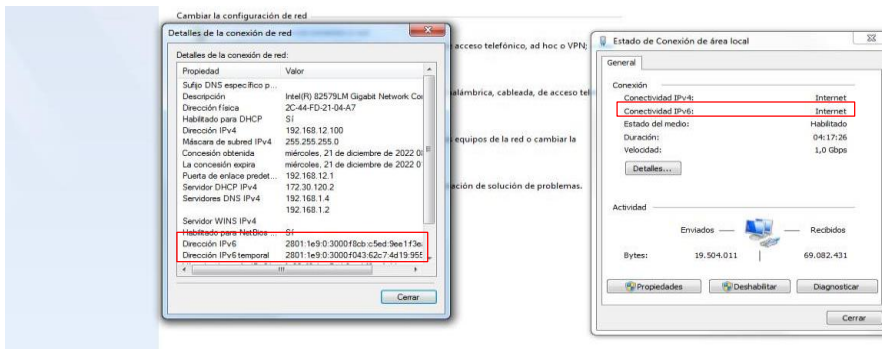 Cambiar la configuración de red
Detalles de la conexión de red
Detalles de la conexión de red:
Propiedad Valor
Sufijo DNS específico p...
Descripción Intel(R) 82579LM Gigabit Network Co
Dirección física 2C-44-FD-21-04-A7
Habilitado para DHCP Sí
Dirección IPv4 192.168.12.100
Máscara de subred IPv4 255.255.255.0
Concesión obtenida miércoles, 21 de diciembre de 2022
La concesión expira miércoles, 21 de diciembre de 2022
Puerta de enlace predet... 192.168.12.1
Servidor DHCP IPv4 172.30.120.2
Servidores DNS IPv4 192.168.1.4
192.168.1.2
Servidor WINS IPv4
Habilitado para NetBios ... Sí
Dirección IPv6 2801:1e9:0:3000:f8cb:c5ed:9ee1:f3e
Dirección IPv6 temporal 2801:1e9:0:3000:f043:62c7:4d19:955
Cerrar
acceso telefónico, ad hoc o VPN;
alámbrica, cableada, de acceso tel
equipos de la red o cambiar la
ación de solución de problemas.
Estado de Conexión de área local
General
Conexión
Conectividad IPv4: Internet
Conectividad IPv6: Internet
Estado del medio: Habilitado
Duración: 04:17:26
Velocidad: 1,0 Gbps
Detalles...
Actividad
Enviados Recibidos
Bytes: 19.504.011 69.082.431
Propiedades Deshabilitar Diagnosticar
Cerrar